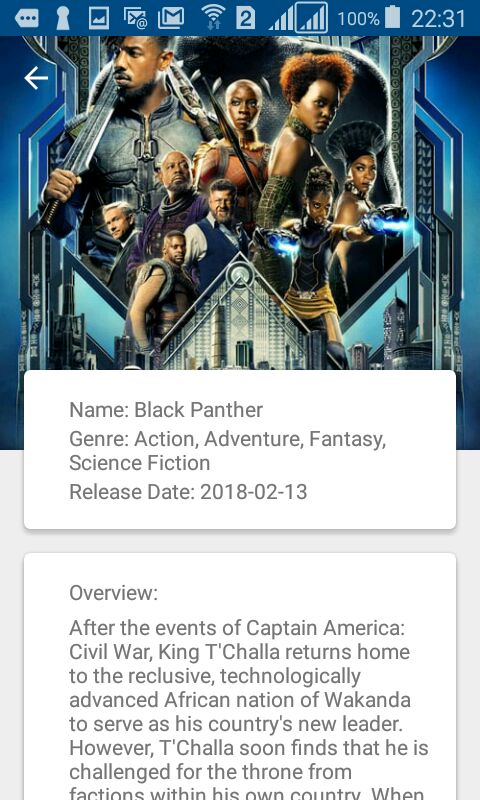 2
100%
22:31
Name: Black Panther
Genre: Action, Adventure, Fantasy,
Science Fiction
Release Date: 2018-02-13
Overview:
After the events of Captain America:
Civil War, King T'Challa returns home
to the reclusive, technologically
advanced African nation of Wakanda
to serve as his country's new leader.
However, T'Challa soon finds that he is
challenged for the throne from
factions within his own country. When